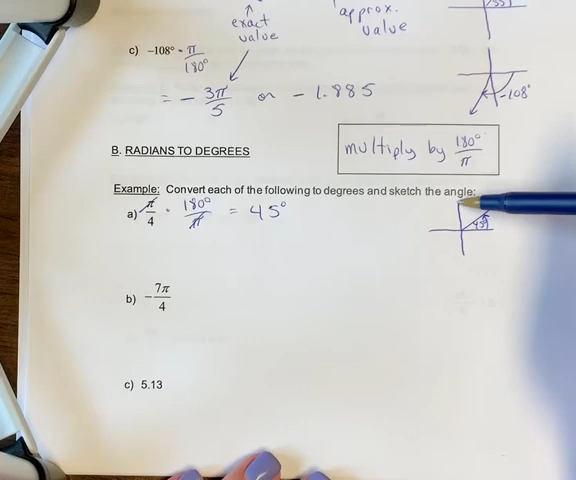 ↑ exact value
approx. value
c) -108° · π/180°
= - 3π/5 or - 1.885
-108°
B. RADIANS TO DEGREES
multiply by 180°/π
Example: Convert each of the following to degrees and sketch the angle:
a) π/4 · 180°/π = 45°
45°
b) - 7π/4
c) 5.13